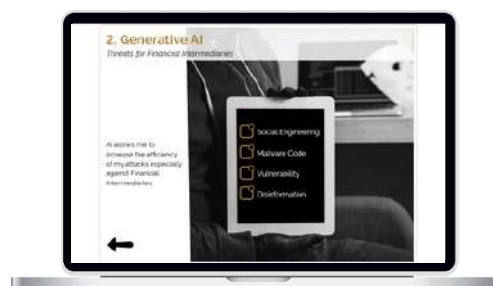 2. Generative AI
Threats for Financial Intermediaries
AI allows me to
increase the efficiency
of my attacks especially
against Financial
Intermediaries
Social Engineering
Malware Code
Vulnerability
Disinformation